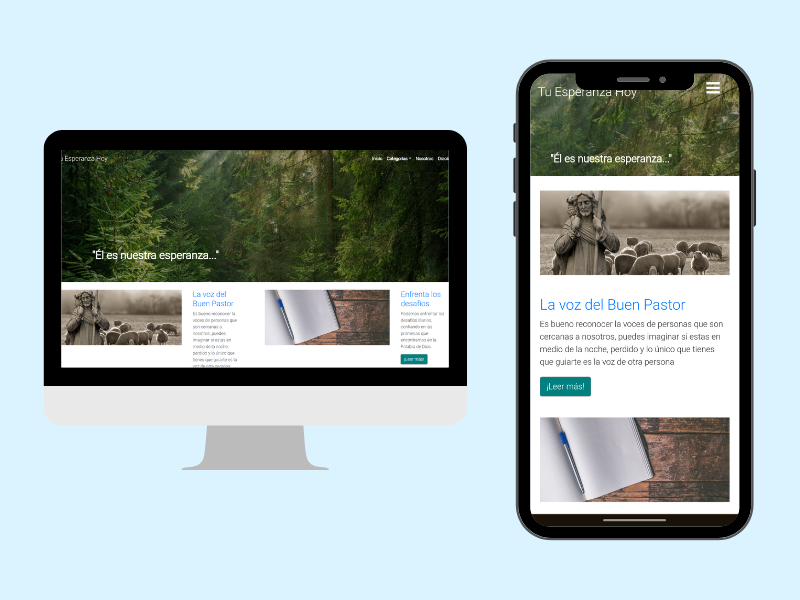 Tu Esperanza Hoy
Inicio Categorías Nosotros
"Él es nuestra esperanza..."
La voz del
Buen Pastor
Es bueno reconocer la
voces de personas que
son cercanas a
nosotros, puedes
imaginar si estas en
medio de la noche,
perdido y lo único que
tienes que guiarte es la
voz de otra persona
Enfrenta los
desafíos.
Podemos enfrentar los
desafíos diarios,
confiando en las
promesas que
encontramos en la
Palabra de Dios.
¡Leer más!
Tu Esperanza Hoy
"Él es nuestra esperanza..."
La voz del Buen Pastor
Es bueno reconocer la voces de personas que son
cercanas a nosotros, puedes imaginar si estas en
medio de la noche, perdido y lo único que tienes
que guiarte es la voz de otra persona
¡Leer más!